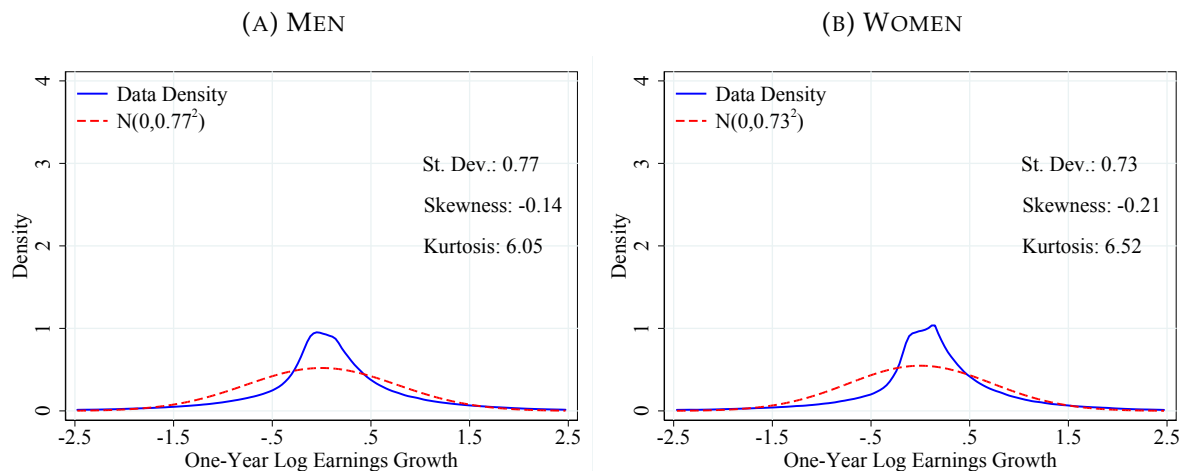 (A) MEN
4
3
2
1
0
Density
Data Density
N(0,0.77²)
St. Dev.: 0.77
Skewness: -0.14
Kurtosis: 6.05
-2.5 -1.5 -.5 .5 1.5 2.5
One-Year Log Earnings Growth
(B) WOMEN
4
3
2
1
0
Density
Data Density
N(0,0.73²)
St. Dev.: 0.73
Skewness: -0.21
Kurtosis: 6.52
-2.5 -1.5 -.5 .5 1.5 2.5
One-Year Log Earnings Growth